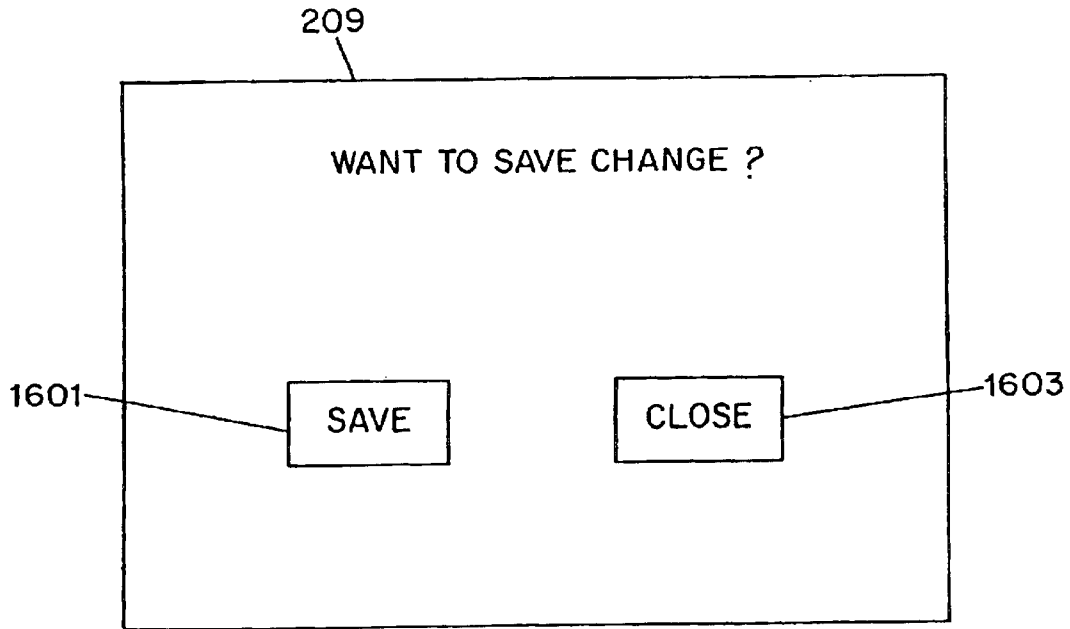 209
WANT TO SAVE CHANGE ?
1601
SAVE
CLOSE
1603